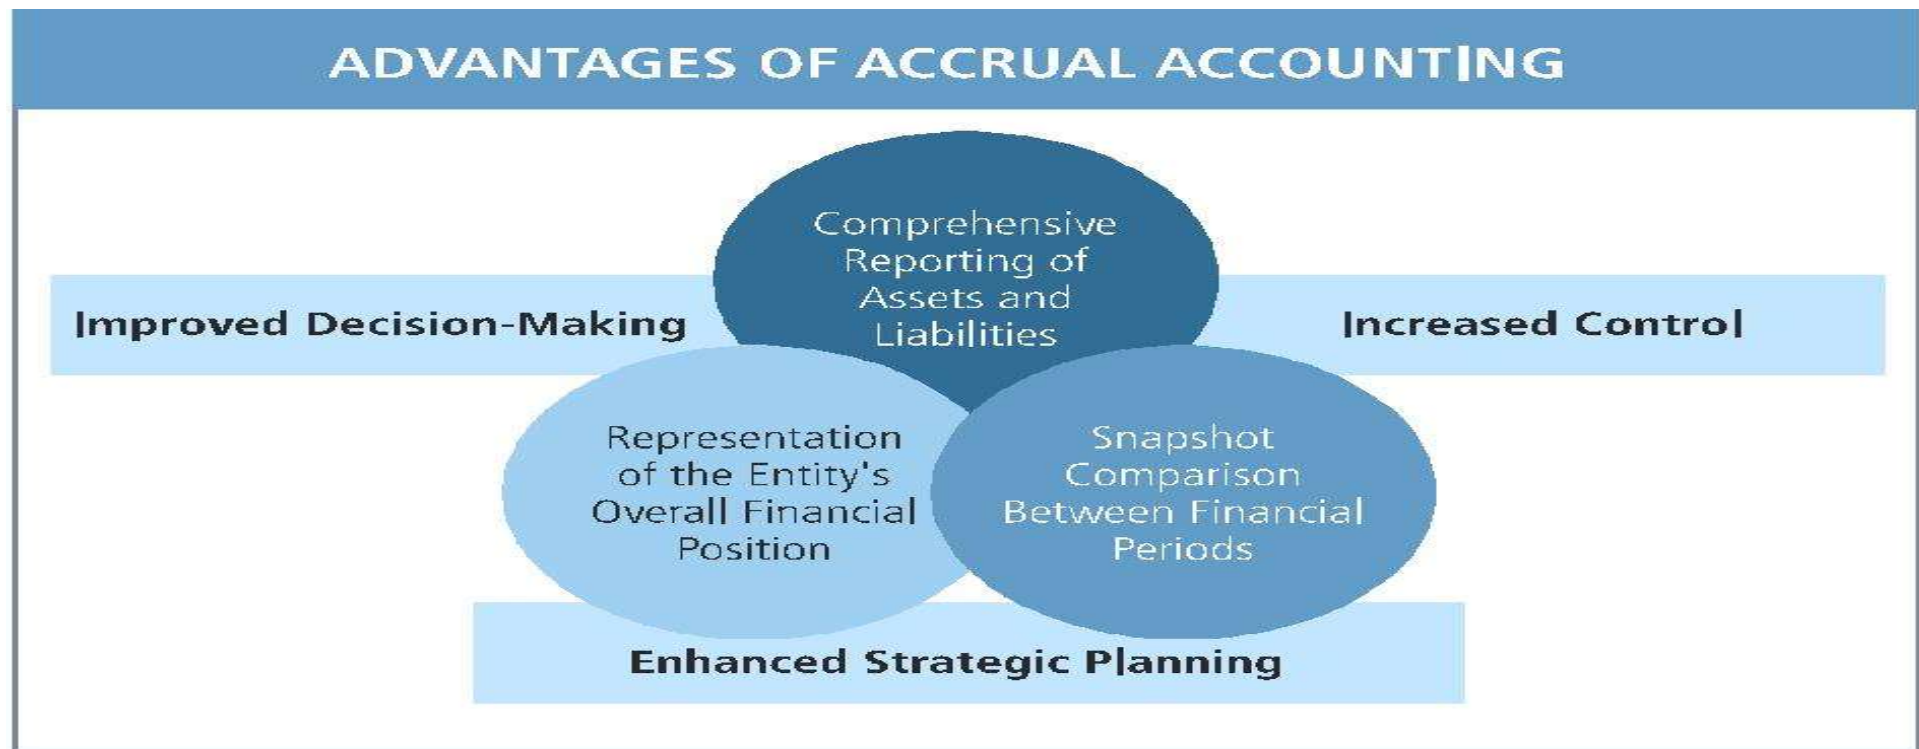 ADVANTAGES OF ACCRUAL ACCOUNTING
Comprehensive
Reporting of
Assets and
Liabilities
Improved Decision-Making
Increased Control
Representation
of the Entity's
Overall Financial
Position
Snapshot
Comparison
Between Financial
Periods
Enhanced Strategic Planning